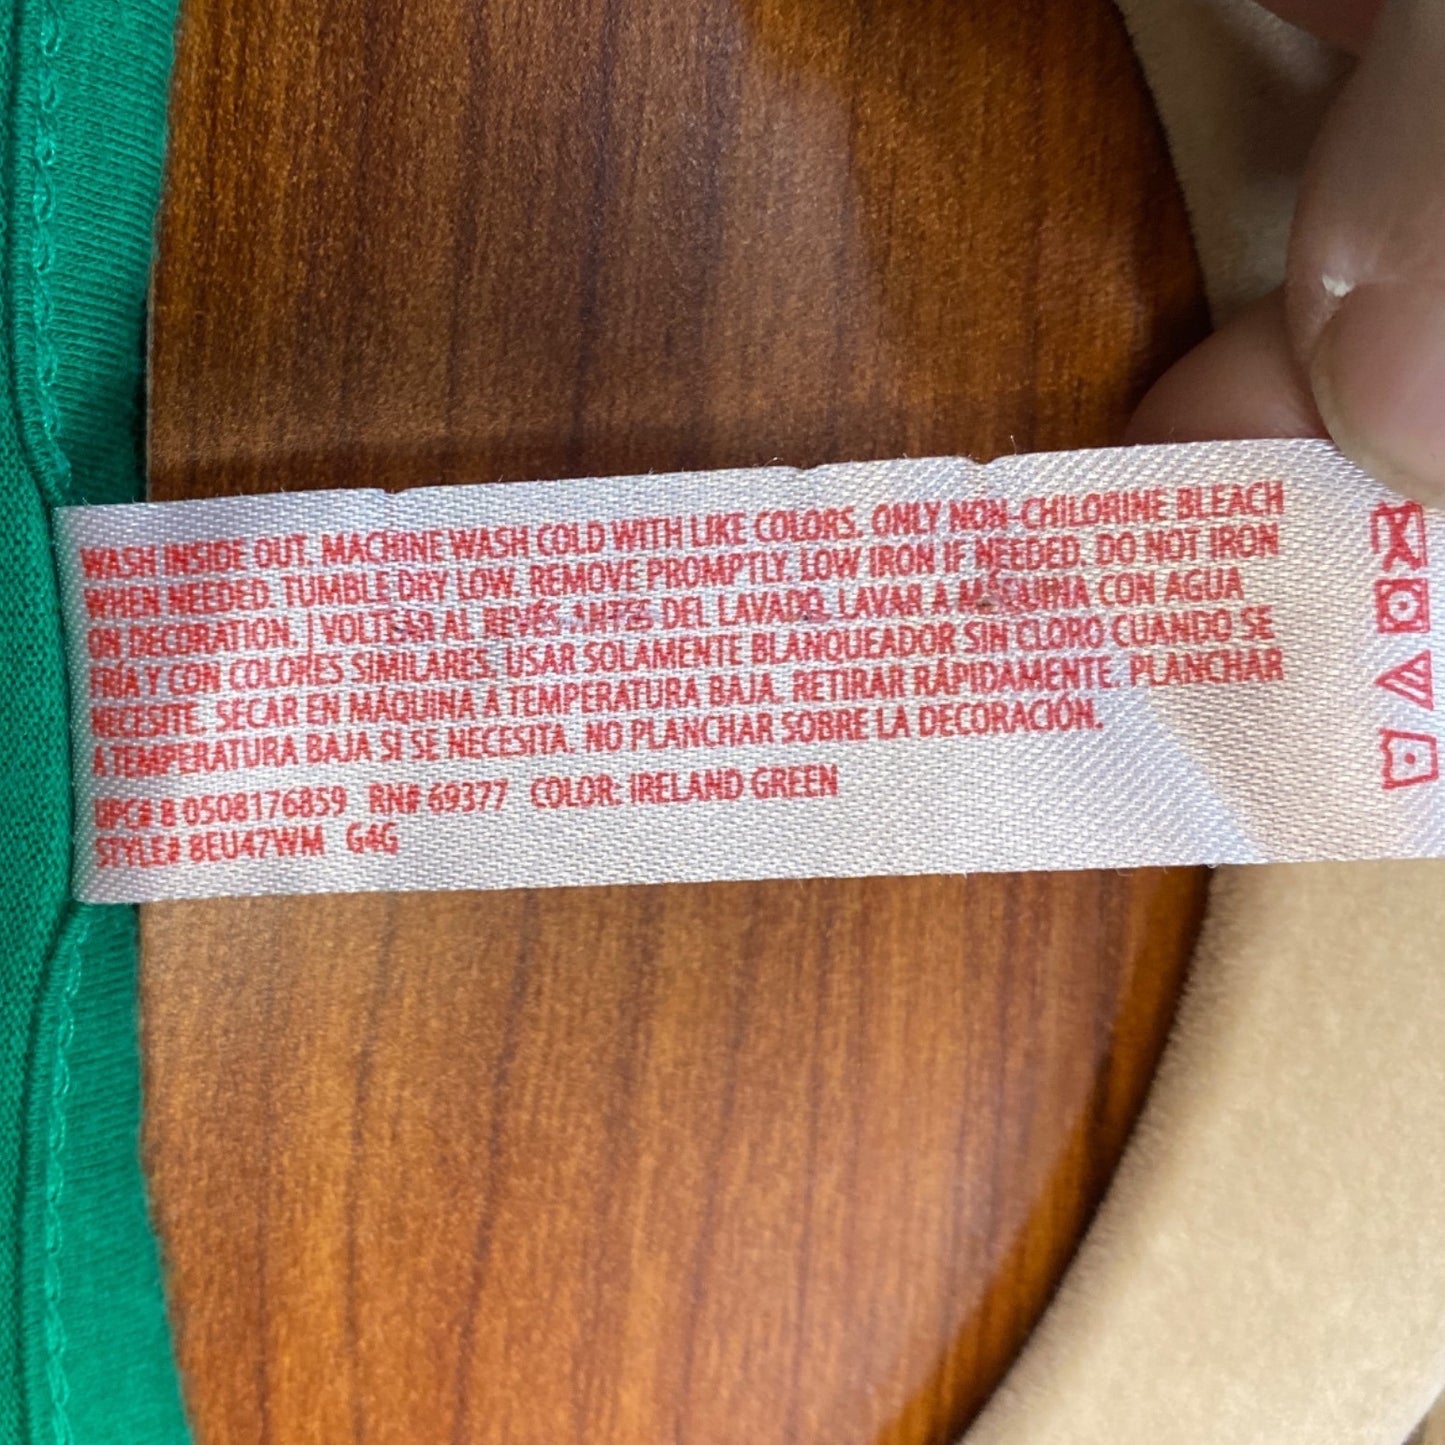 WASH INSIDE OUT. MACHINE WASH COLD WITH LIKE COLORS. ONLY NON-CHILORINE BLEACH
WHEN NEEDED. TUMBLE DRY LOW. REMOVE PROMPTLY. LOW IRON IF NEEDED. DO NOT IRON
ON DECORATION. | VOLTEAR AL REVÉS ANTES DEL LAVADO. LAVAR A MÁQUINA CON AGUA
FRÍA Y CON COLORES SIMILARES. USAR SOLAMENTE BLANQUEADOR SIN CLORO CUANDO SE
NECESITE. SECAR EN MÁQUINA A TEMPERATURA BAJA. RETIRAR RÁPIDAMENTE. PLANCHAR
A TEMPERATURA BAJA SI SE NECESITA. NO PLANCHAR SOBRE LA DECORACIÓN.
UPC# 8 0508176859 RN# 69377 COLOR: IRELAND GREEN
STYLE# 8EU47WM G4G